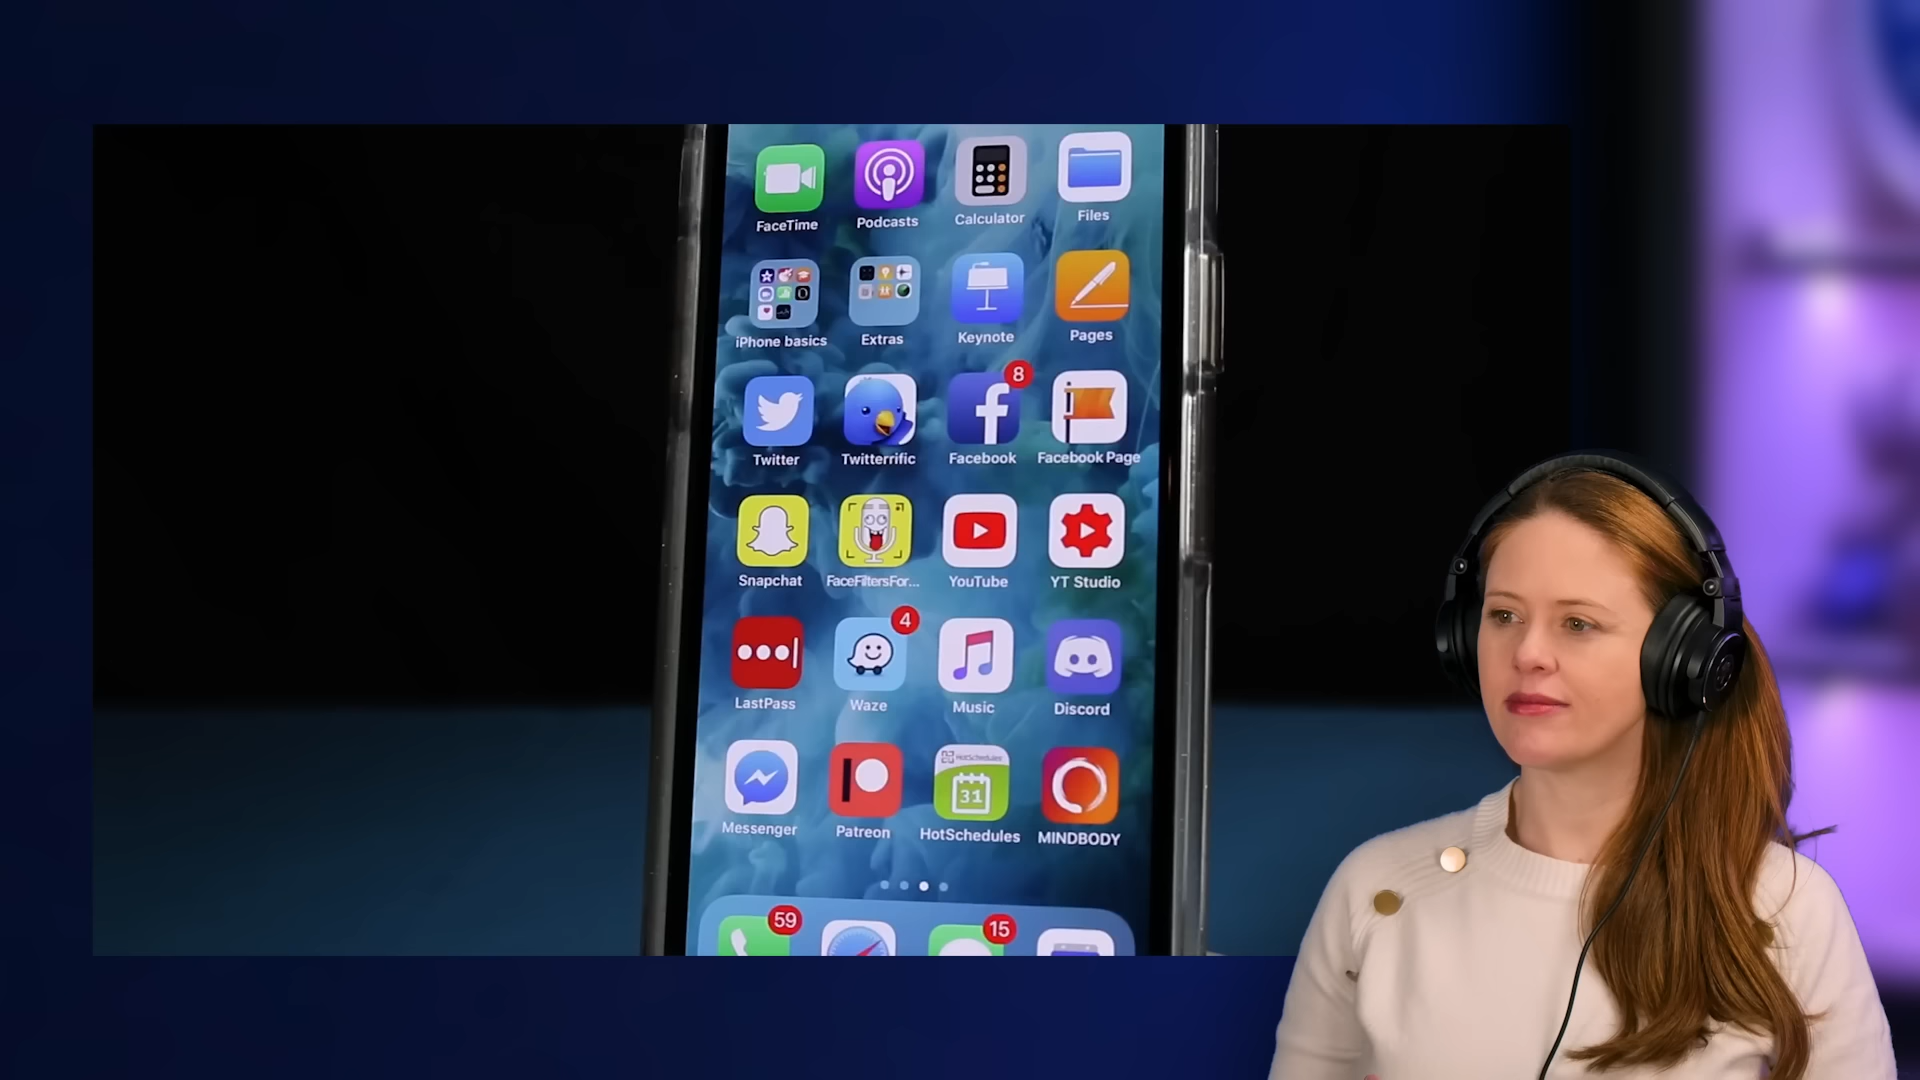 FaceTime Podcasts Calculator Files
iPhone basics Extras Keynote Pages
8
Twitter Twitterrific Facebook Facebook Page
Snapchat FaceFiltersFor... YouTube YT Studio
4
LastPass Waze Music Discord
HotSchedules
31
Messenger Patreon HotSchedules MINDBODY
59 15